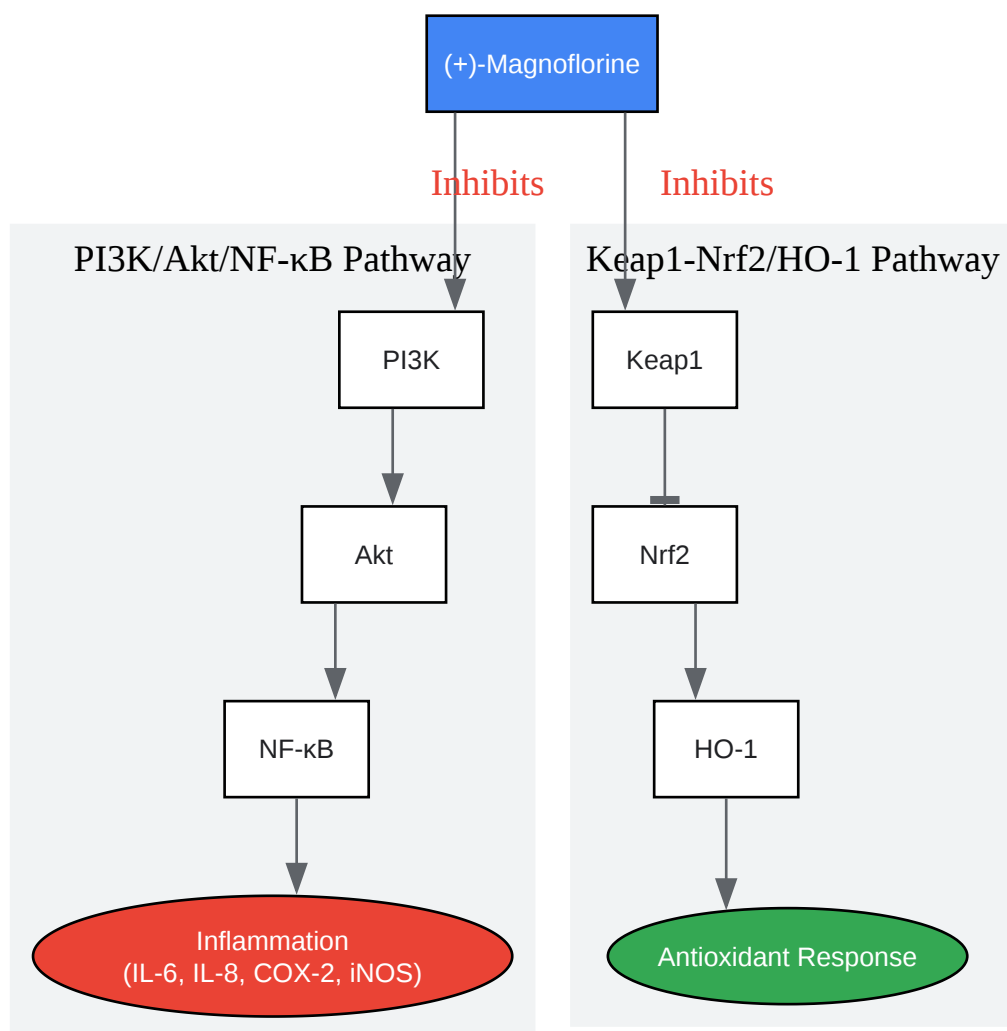 (+)-Magnoflorine
Inhibits
Inhibits
PI3K/Akt/NF-κB Pathway
PI3K
Akt
NF-κB
Inflammation
(IL-6, IL-8, COX-2, iNOS)
Keap1-Nrf2/HO-1 Pathway
Keap1
Nrf2
HO-1
Antioxidant Response